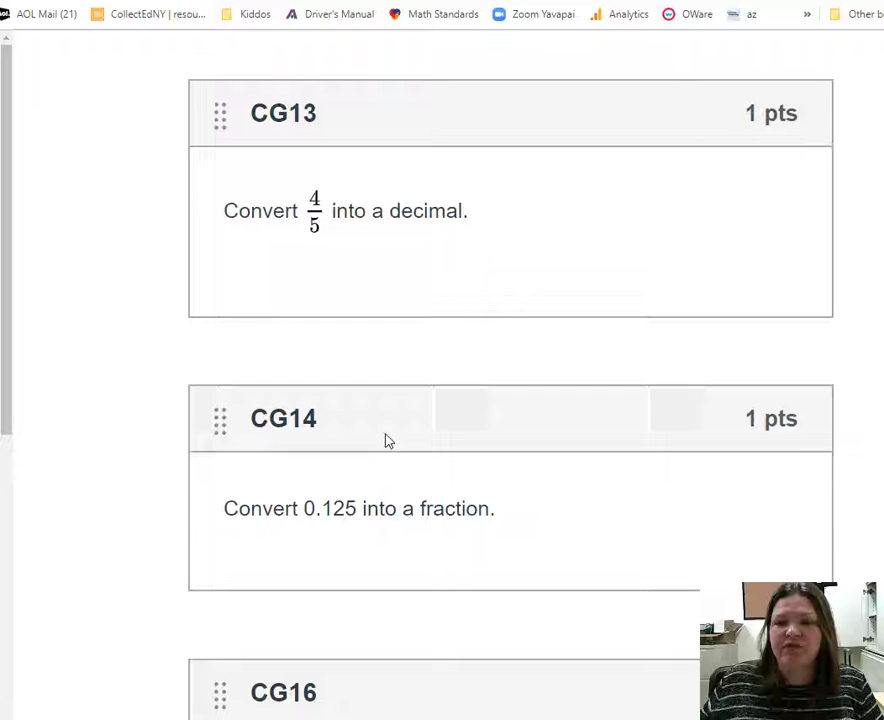 AOL Mail (21) CollectEdNY | resou... Kiddos Driver's Manual Math Standards Zoom Yavapai Analytics OWare az » Other b
CG13 1 pts
Convert 4/5 into a decimal.
CG14 1 pts
Convert 0.125 into a fraction.
CG16